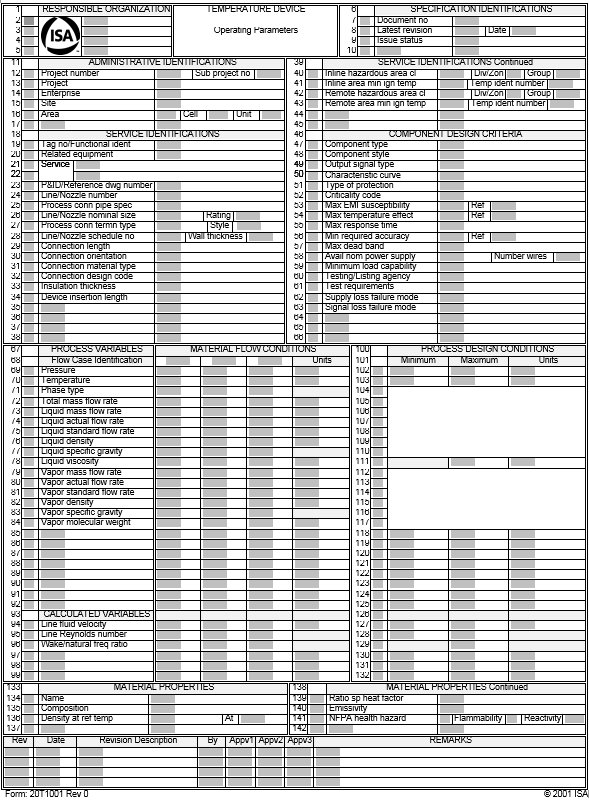 1 RESPONSIBLE ORGANIZATION TEMPERATURE DEVICE 6 SPECIFICATION IDENTIFICATIONS
2 7 Document no
3 ISA Operating Parameters 8 Latest revision Date
4 9 Issue status
5 10
11 ADMINISTRATIVE IDENTIFICATIONS 39 SERVICE IDENTIFICATIONS Continued
12 Project number Sub project no 40 Inline hazardous area cl Div/Zon Group
13 Project 41 Inline area min ign temp Temp ident number
14 Enterprise 42 Remote hazardous area cl Div/Zon Group
15 Site 43 Remote area min ign temp Temp ident number
16 Area Cell Unit 44
17 45
18 SERVICE IDENTIFICATIONS 46 COMPONENT DESIGN CRITERIA
19 Tag no/Functional ident 47 Component type
20 Related equipment 48 Component style
21 Service 49 Output signal type
22 50 Characteristic curve
23 P&ID/Reference dwg number 51 Type of protection
24 Line/Nozzle number 52 Criticality code
25 Process conn pipe spec 53 Max EMI susceptibility Ref
26 Line/Nozzle nominal size Rating 54 Max temperature effect Ref
27 Process conn termn type Style 55 Max response time
28 Line/Nozzle schedule no Wall thickness 56 Min required accuracy Ref
29 Connection length 57 Max dead band
30 Connection orientation 58 Avail nom power supply Number wires
31 Connection material type 59 Minimum load capability
32 Connection design code 60 Testing/Listing agency
33 Insulation thickness 61 Test requirements
34 Device insertion length 62 Supply loss failure mode
35 63 Signal loss failure mode
36 64
37 65
38 66
67 PROCESS VARIABLES MATERIAL FLOW CONDITIONS 100 PROCESS DESIGN CONDITIONS
68 Flow Case Identification Units 101 Minimum Maximum Units
69 Pressure 102
70 Temperature 103
71 Phase type 104
72 Total mass flow rate 105
73 Liquid mass flow rate 106
74 Liquid actual flow rate 107
75 Liquid standard flow rate 108
76 Liquid density 109
77 Liquid specific gravity 110
78 Liquid viscosity 111
79 Vapor mass flow rate 112
80 Vapor actual flow rate 113
81 Vapor standard flow rate 114
82 Vapor density 115
83 Vapor specific gravity 116
84 Vapor molecular weight 117
85 118
86 119
87 120
88 121
89 122
90 123
91 124
92 125
93 CALCULATED VARIABLES 126
94 Line fluid velocity 127
95 Line Reynolds number 128
96 Wake/natural freq ratio 129
97 130
98 131
99 132
133 MATERIAL PROPERTIES 138 MATERIAL PROPERTIES Continued
134 Name 139 Ratio sp heat factor
135 Composition 140 Emissivity
136 Density at ref temp At 141 NFPA health hazard Flammability Reactivity
137 142
Rev Date Revision Description By Appv1 Appv2 Appv3 REMARKS
Form: 20T1001 Rev 0 © 2001 ISA